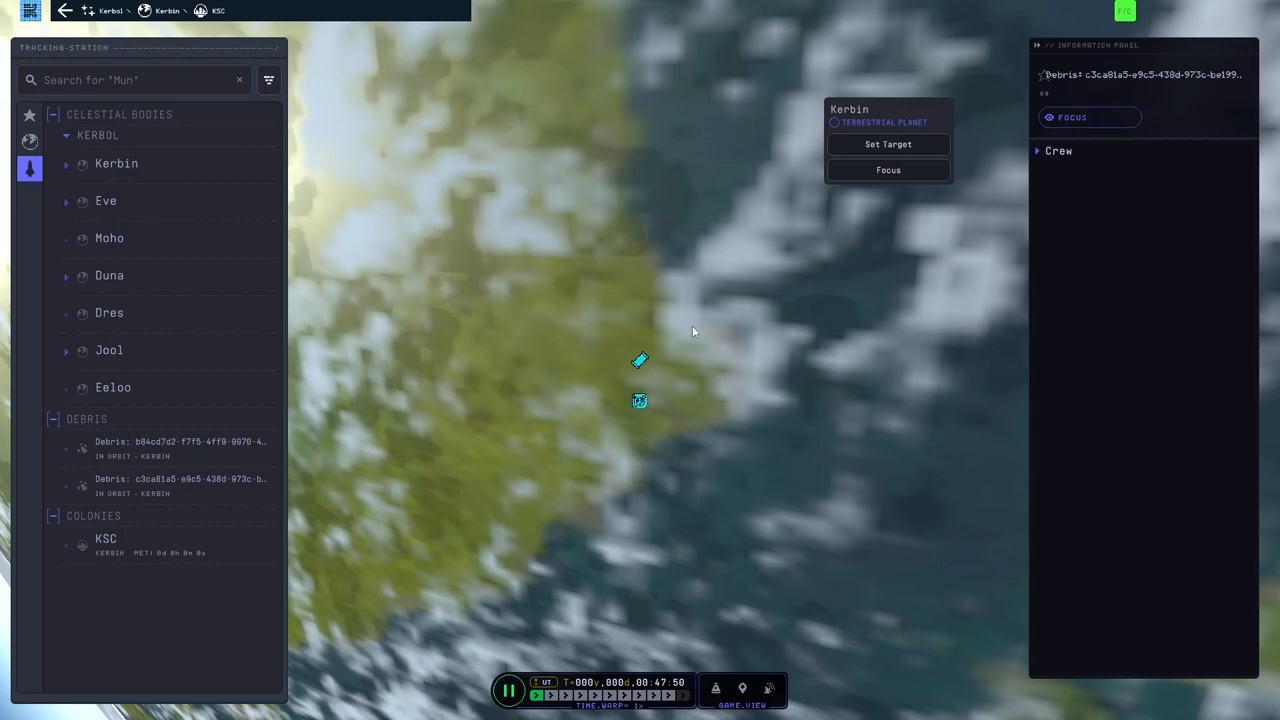 Kerbol \ Kerbin \ KSC
F/O
TRACKING-STATION
Search for "Mun"
CELESTIAL BODIES
KERBOL
Kerbin
Eve
Moho
Duna
Dres
Jool
Eeloo
DEBRIS
Debris: b84cd7d2-f7f5-4ff9-9970-4..
IN ORBIT - KERBIN
Debris: c3ca81a5-e9c5-438d-973c-b..
IN ORBIT - KERBIN
COLONIES
KSC
KERBIN MET: 0d 0h 0m 0s
Kerbin
TERRESTRIAL PLANET
Set Target
Focus
// INFORMATION PANEL
Debris: c3ca81a5-e9c5-438d-973c-be199..
FOCUS
Crew
UT T+000y,000d,00:47:50
TIME.WARP= 1x
GAME.VIEW